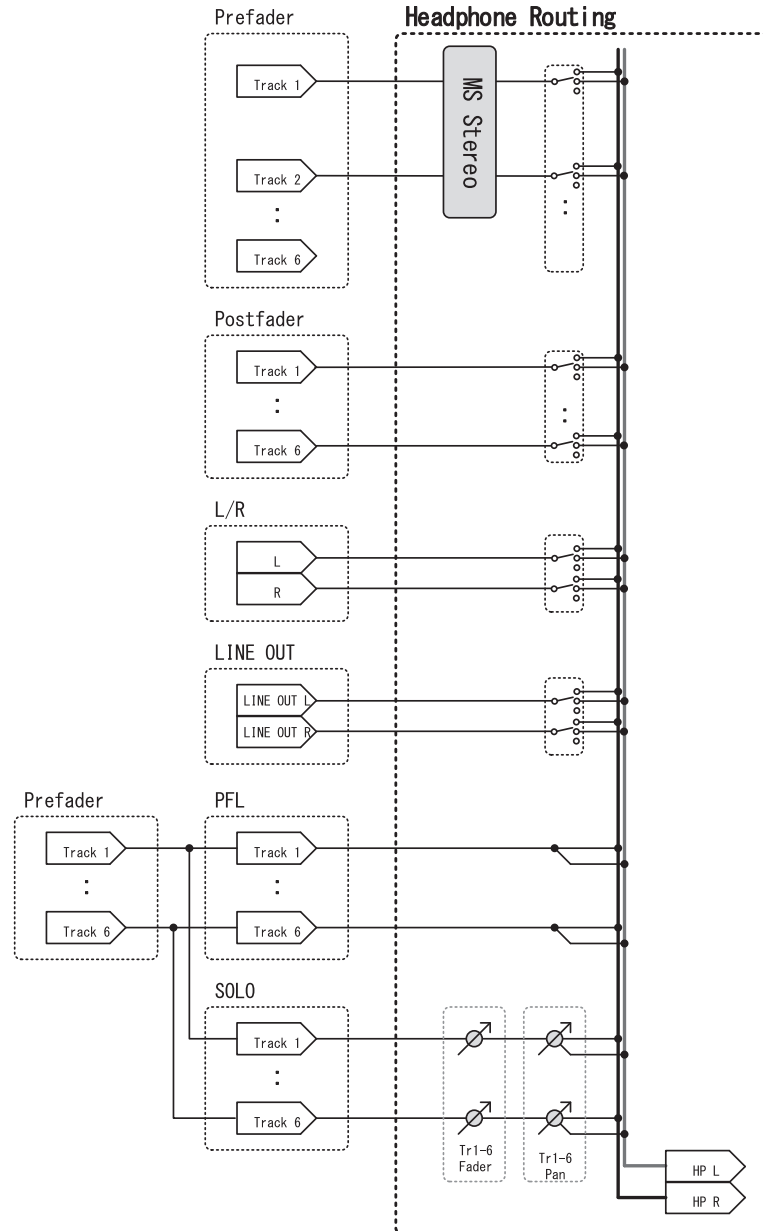 Prefader
Headphone Routing
Track 1
MS Stereo
Track 2
:
:
Track 6
Postfader
Track 1
:
:
Track 6
L/R
L
R
LINE OUT
LINE OUT L
LINE OUT R
Prefader
PFL
Track 1
Track 1
:
:
Track 6
Track 6
SOLO
Track 1
:
Track 6
Tr1-6
Fader
Tr1-6
Pan
HP L
HP R